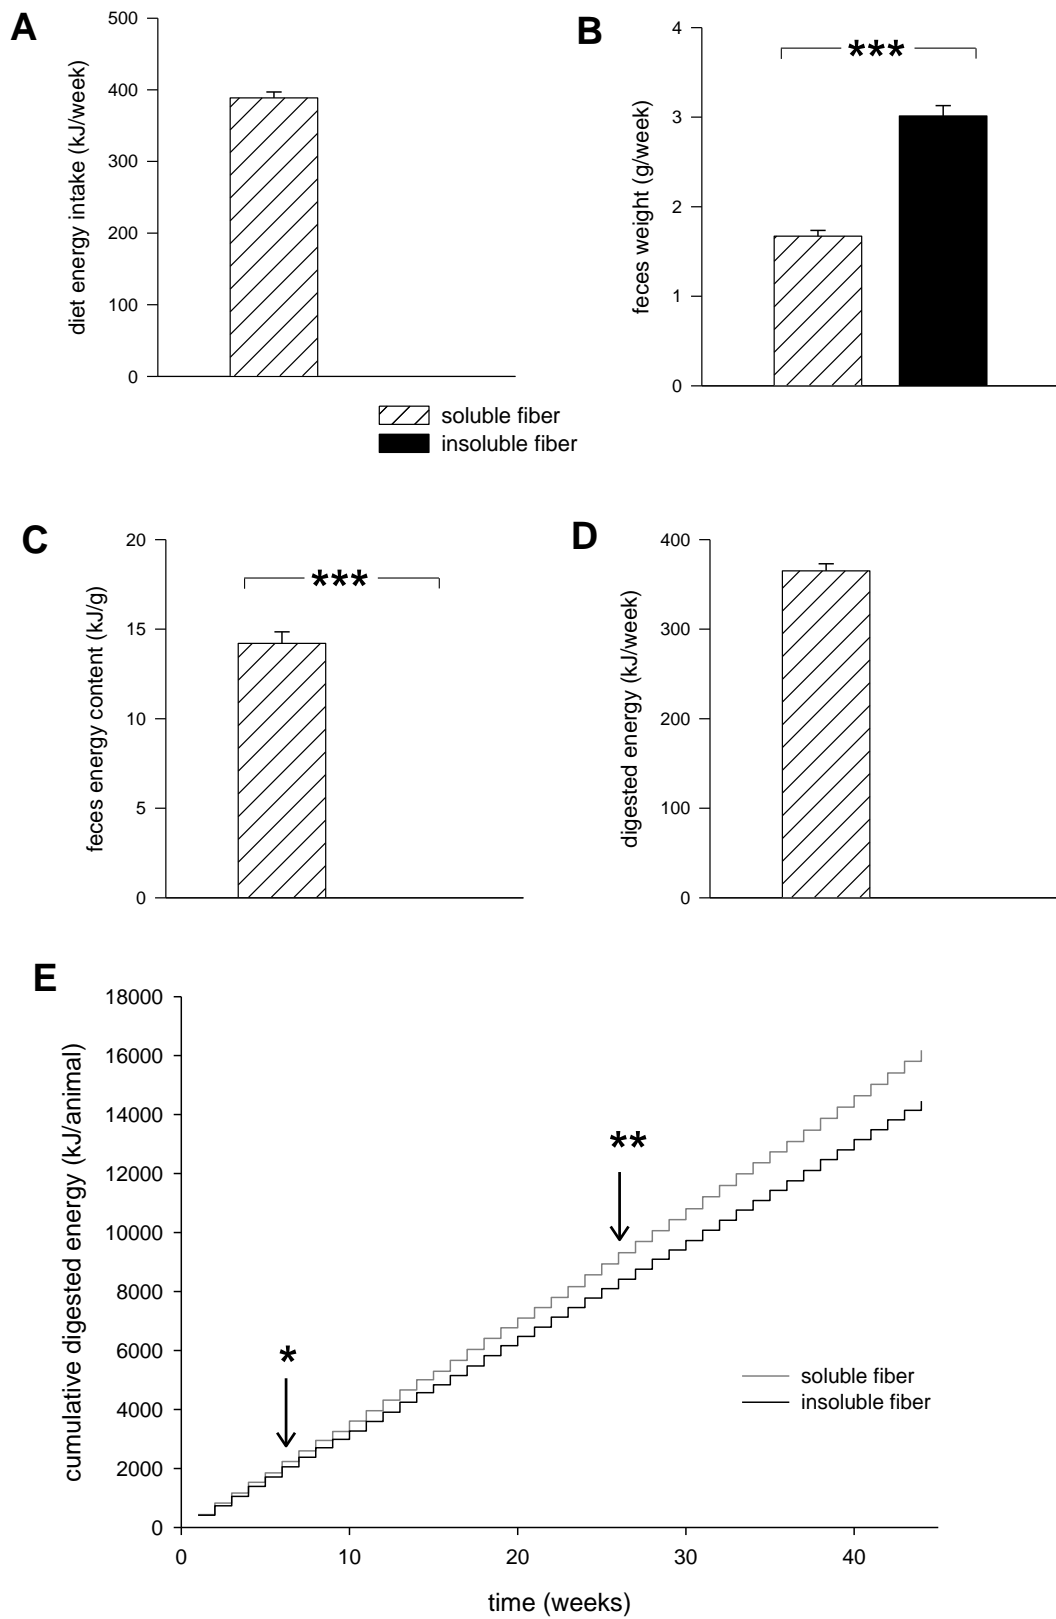 A
500
400
300
200
100
0
diet energy intake (kJ/week)
B
4
3
2
1
0
feces weight (g/week)
***
soluble fiber
insoluble fiber
C
20
15
10
5
0
feces energy content (kJ/g)
***
D
400
300
200
100
0
digested energy (kJ/week)
E
18000
16000
14000
12000
10000
8000
6000
4000
2000
0
cumulative digested energy (kJ/animal)
*
**
soluble fiber
insoluble fiber
0 10 20 30 40
time (weeks)